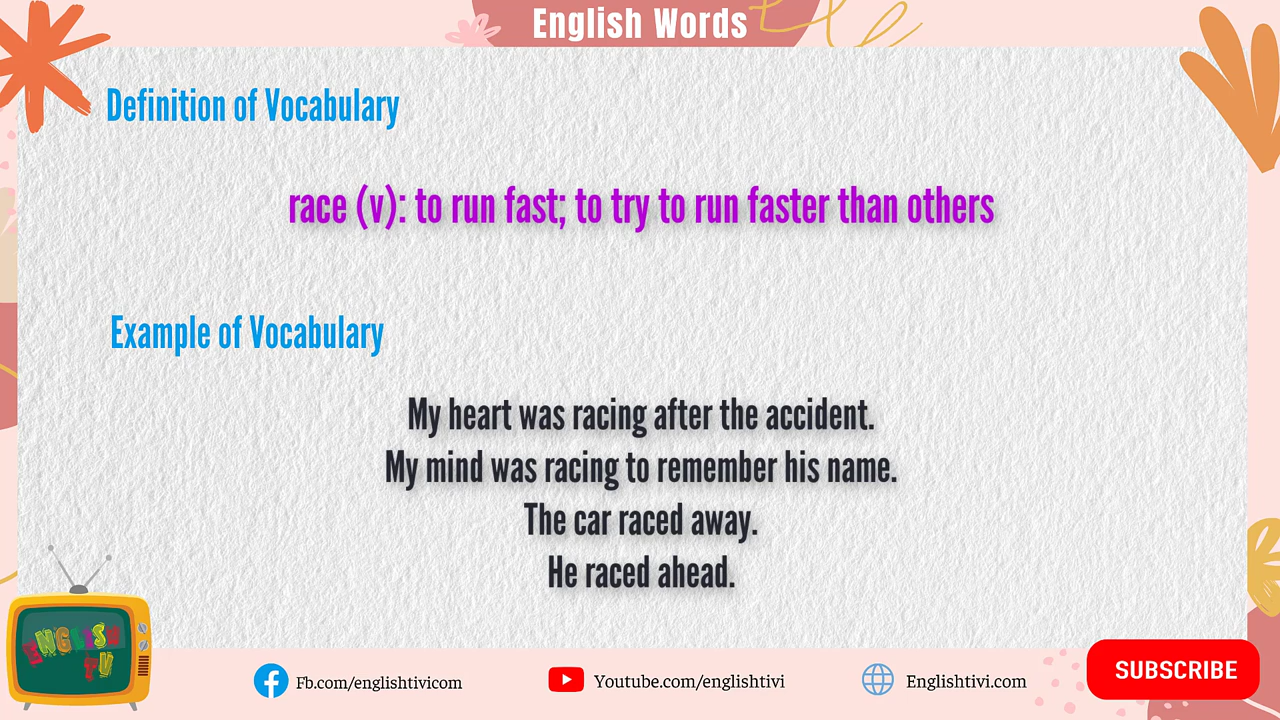 English Words
Definition of Vocabulary
race (v): to run fast; to try to run faster than others
Example of Vocabulary
My heart was racing after the accident.
My mind was racing to remember his name.
The car raced away.
He raced ahead.
ENGLISH
TV
Fb.com/englishtivicom
Youtube.com/englishtivi
Englishtivi.com
SUBSCRIBE